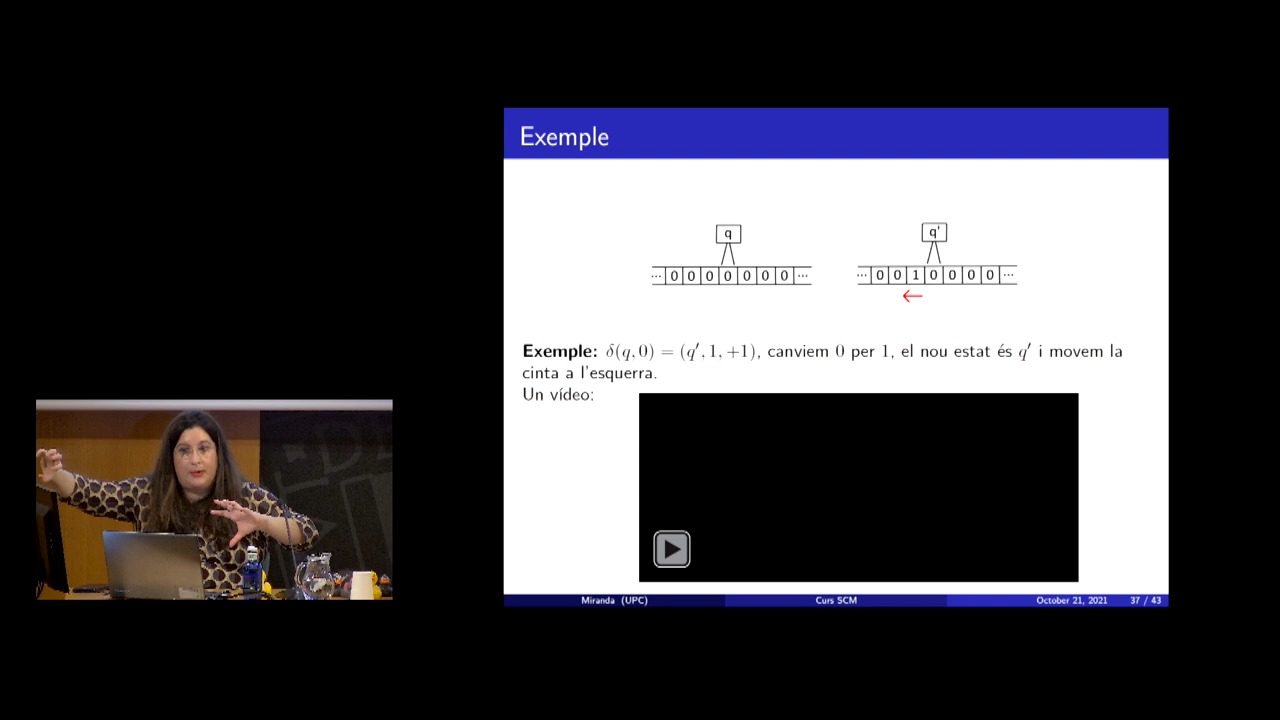 Exemple
q
q'
... 0 0 0 0 0 0 0 ...
... 0 0 1 0 0 0 0 ...
←
Exemple: δ(q, 0) = (q′, 1, +1), canviem 0 per 1, el nou estat és q′ i movem la
cinta a l'esquerra.
Un vídeo:
Miranda (UPC) Curs SCM October 21, 2021 37 / 43